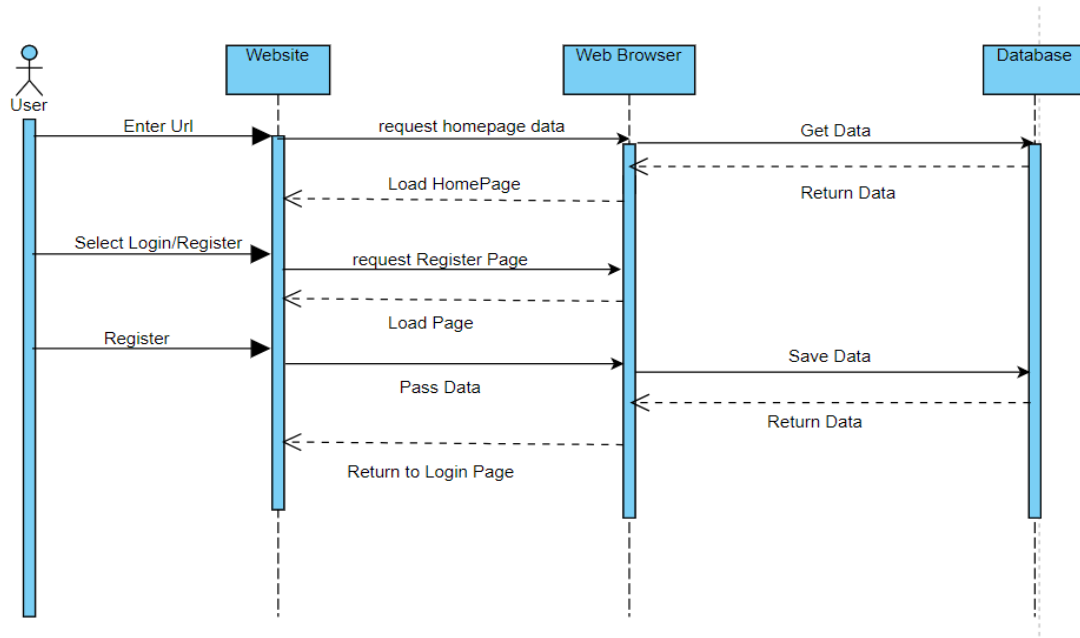 Website
Web Browser
Database
User
Enter Url
request homepage data
Get Data
Load HomePage
Return Data
Select Login/Register
request Register Page
Load Page
Register
Save Data
Pass Data
Return Data
Return to Login Page